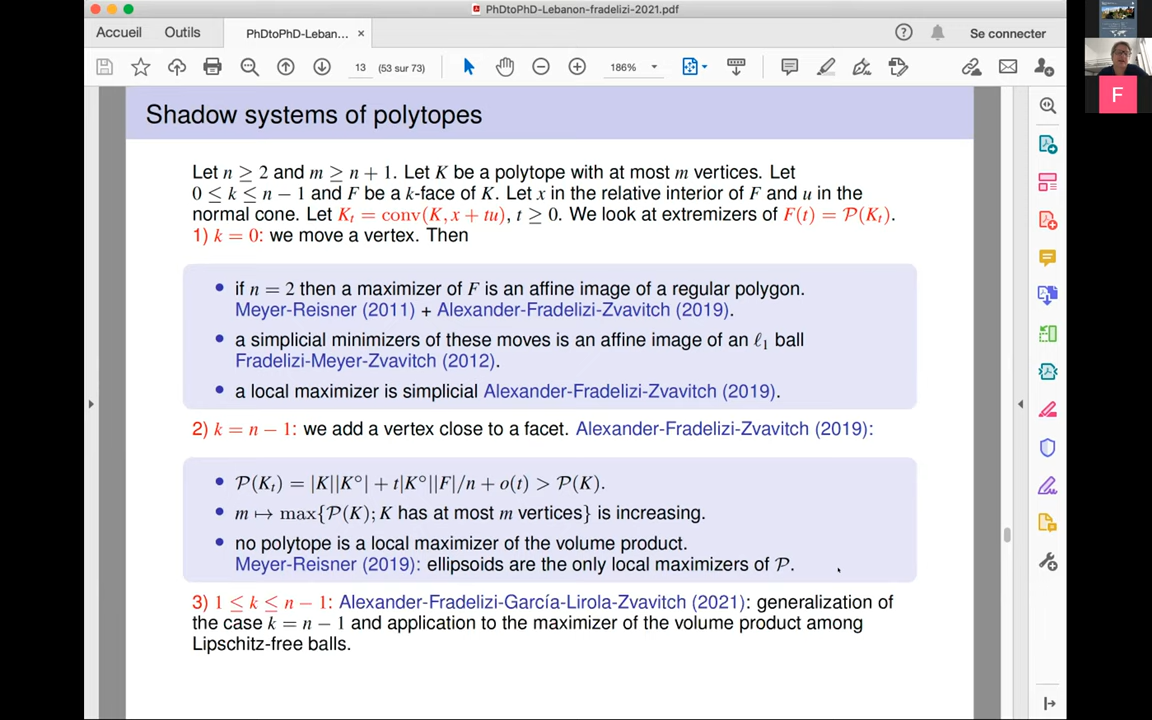 PhDtoPhD-Lebanon-fradelizi-2021.pdf
Accueil Outils PhDtoPhD-Leban... × Se connecter
13 (53 sur 73) 186%
F
Shadow systems of polytopes
Let n ≥ 2 and m ≥ n + 1. Let K be a polytope with at most m vertices. Let
0 ≤ k ≤ n − 1 and F be a k-face of K. Let x in the relative interior of F and u in the
normal cone. Let K_t = conv(K, x + tu), t ≥ 0. We look at extremizers of F(t) = 𝒫(K_t).
1) k = 0: we move a vertex. Then
• if n = 2 then a maximizer of F is an affine image of a regular polygon.
Meyer-Reisner (2011) + Alexander-Fradelizi-Zvavitch (2019).
• a simplicial minimizers of these moves is an affine image of an ℓ₁ ball
Fradelizi-Meyer-Zvavitch (2012).
• a local maximizer is simplicial Alexander-Fradelizi-Zvavitch (2019).
2) k = n − 1: we add a vertex close to a facet. Alexander-Fradelizi-Zvavitch (2019):
• 𝒫(K_t) = |K||K°| + t|K°||F|/n + o(t) > 𝒫(K).
• m ↦ max{𝒫(K); K has at most m vertices} is increasing.
• no polytope is a local maximizer of the volume product.
Meyer-Reisner (2019): ellipsoids are the only local maximizers of 𝒫.
3) 1 ≤ k ≤ n − 1: Alexander-Fradelizi-García-Lirola-Zvavitch (2021): generalization of
the case k = n − 1 and application to the maximizer of the volume product among
Lipschitz-free balls.